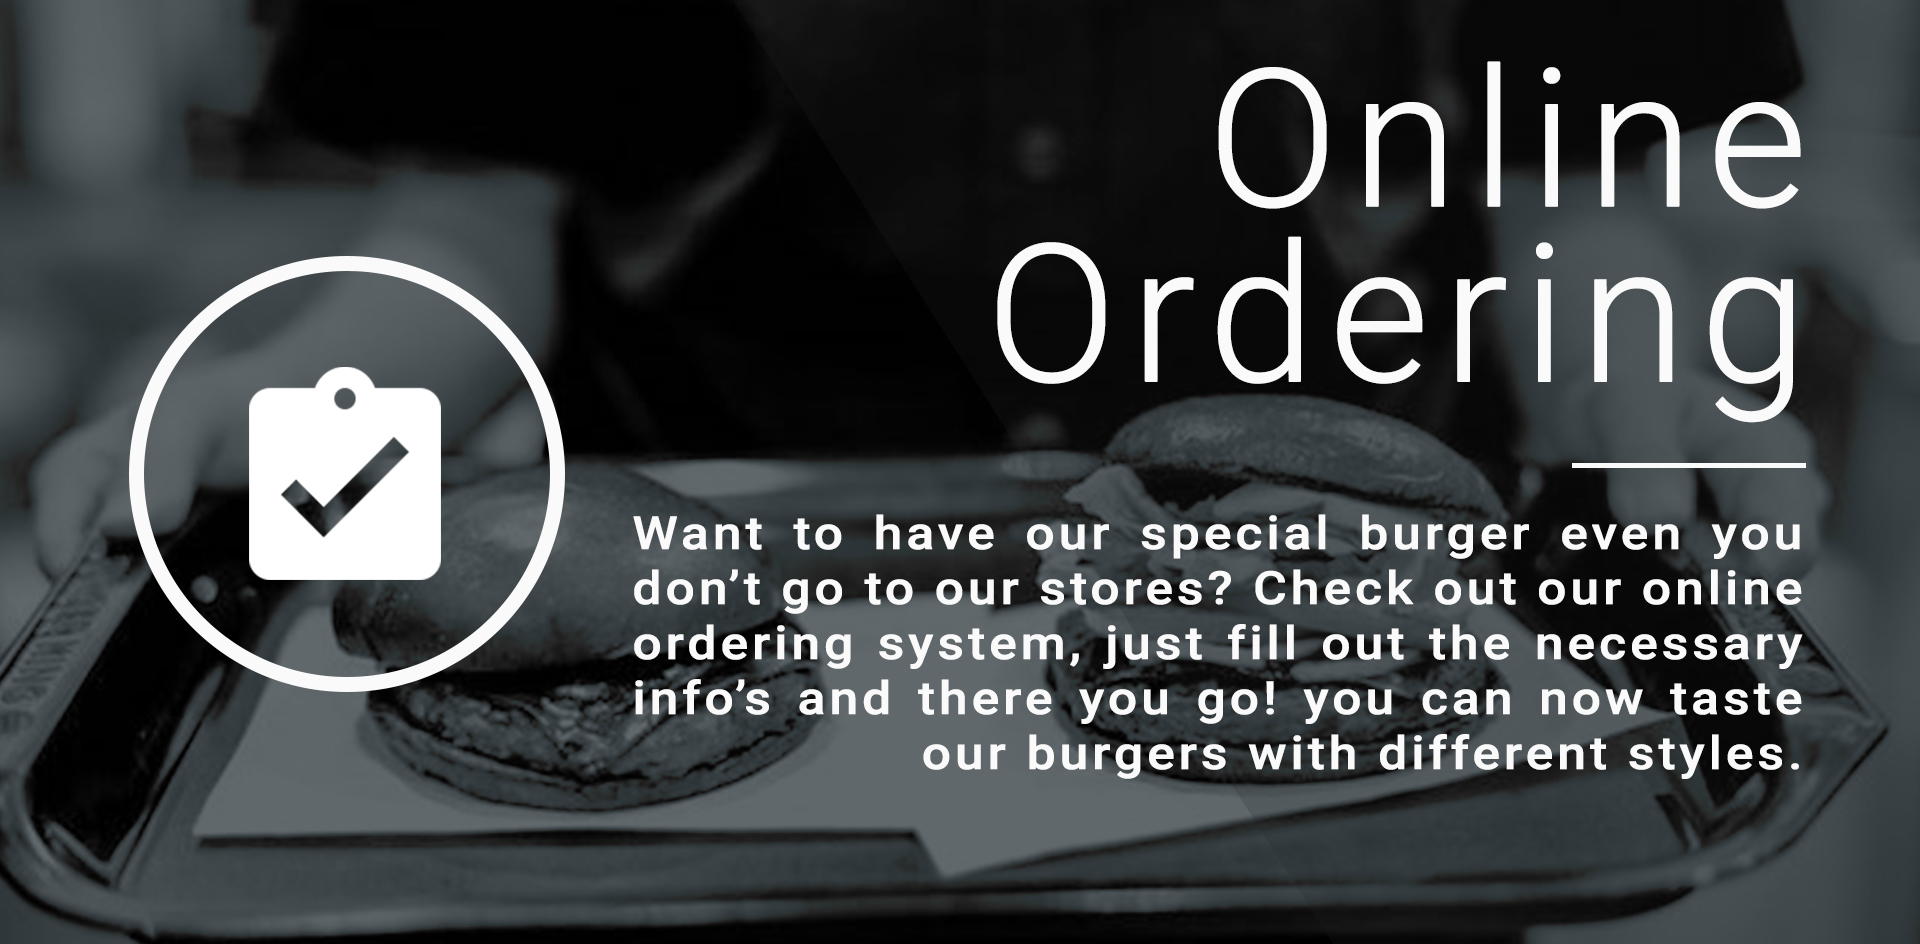 Online
Ordering
Want to have our special burger even you
don’t go to our stores? Check out our online
ordering system, just fill out the necessary
info’s and there you go! you can now taste
our burgers with different styles.